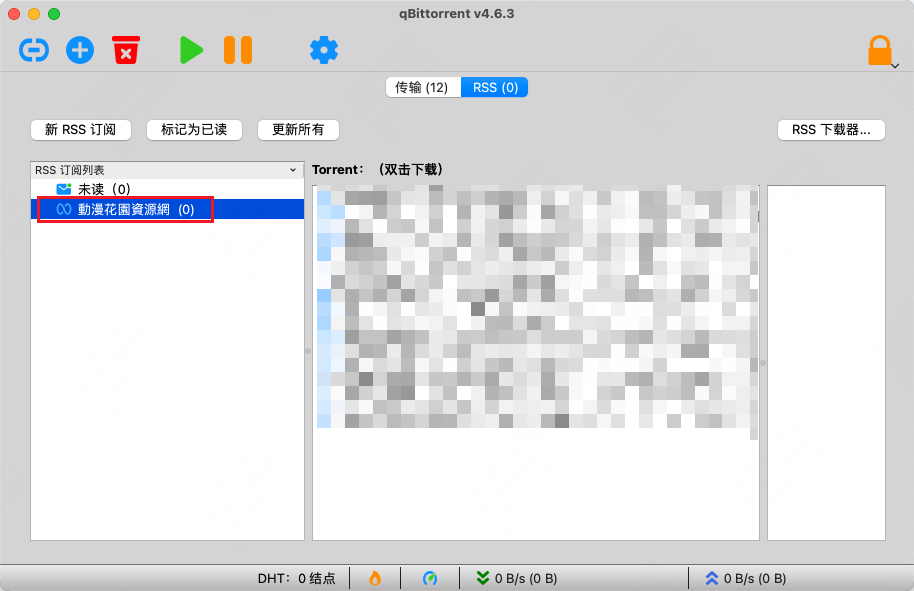 qBittorrent v4.6.3
传输 (12) RSS (0)
新 RSS 订阅 标记为已读 更新所有 RSS 下载器...
RSS 订阅列表
Torrent: （双击下载）
未读 (0)
動漫花園資源網 (0)
DHT: 0 结点 0 B/s (0 B) 0 B/s (0 B)